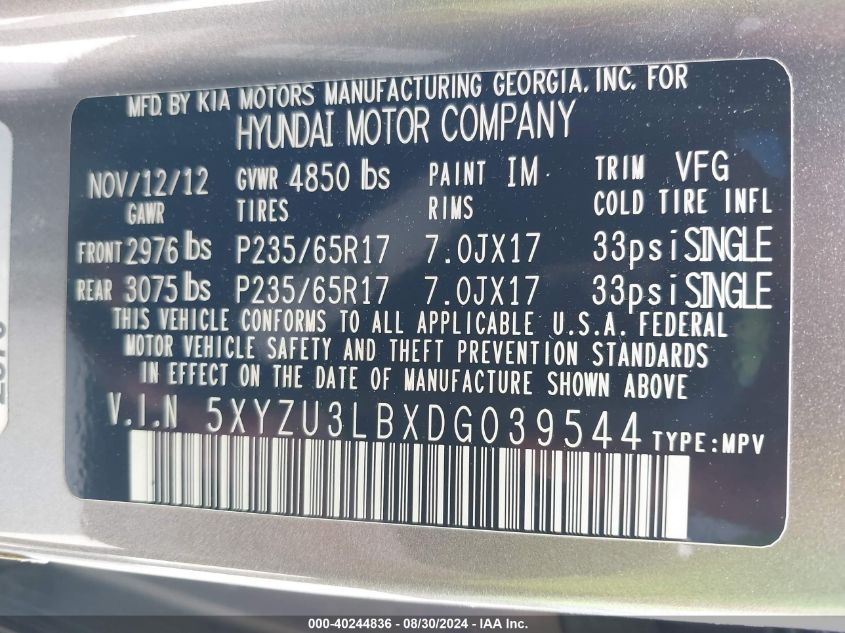 MFD. BY KIA MOTORS MANUFACTURING GEORGIA, INC. FOR
HYUNDAI MOTOR COMPANY
NOV/12/12 GVWR 4850 lbs PAINT IM TRIM VFG
GAWR TIRES RIMS COLD TIRE INFL
FRONT 2976 lbs P235/65R17 7.0JX17 33psi SINGLE
REAR 3075 lbs P235/65R17 7.0JX17 33psi SINGLE
THIS VEHICLE CONFORMS TO ALL APPLICABLE U.S.A. FEDERAL
MOTOR VEHICLE SAFETY AND THEFT PREVENTION STANDARDS
IN EFFECT ON THE DATE OF MANUFACTURE SHOWN ABOVE
V.I.N 5XYZU3LBXDG039544 TYPE:MPV
000-40244836 - 08/30/2024 - IAA Inc.